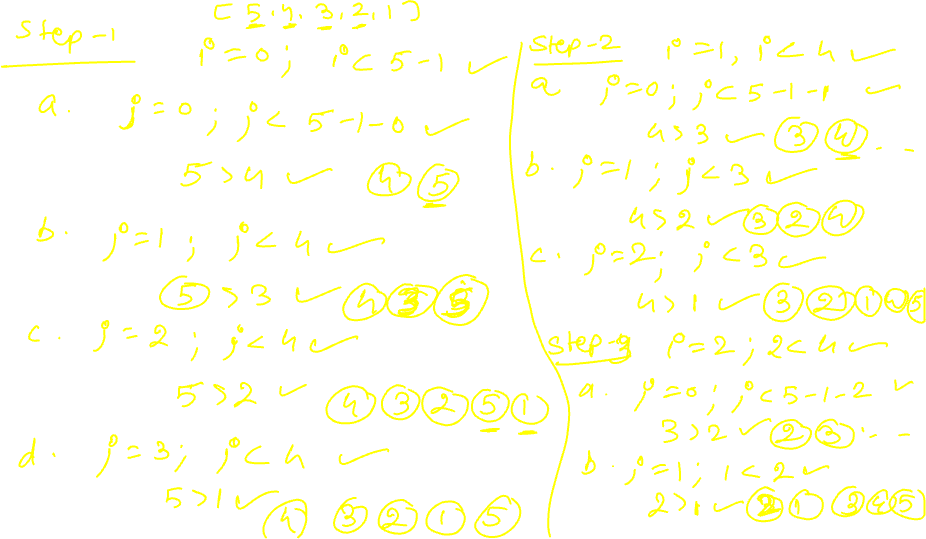 [5,4,3,2,1]
Step-1
i=0; i<5-1 ✓
a. j=0; j<5-1-0 ✓
5>4 ✓ 4 5
b. j=1; j<4 ✓
5>3 ✓ 4 3 5
c. j=2; j<4 ✓
5>2 ✓ 4 3 2 5 1
d. j=3; j<4 ✓
5>1 ✓ 4 3 2 1 5
Step-2 i=1, i<4 ✓
a j=0; j<5-1-1 ✓
4>3 ✓ 3 4 ...
b. j=1; j<3 ✓
4>2 ✓ 3 2 4
c. j=2; j<3 ✓
4>1 ✓ 3 2 1 4 5
Step-3 i=2; 2<4 ✓
a. j=0; j<5-1-2 ✓
3>2 ✓ 2 3 ...
b. j=1; 1<2 ✓
2>1 ✓ 2 1 3 4 5